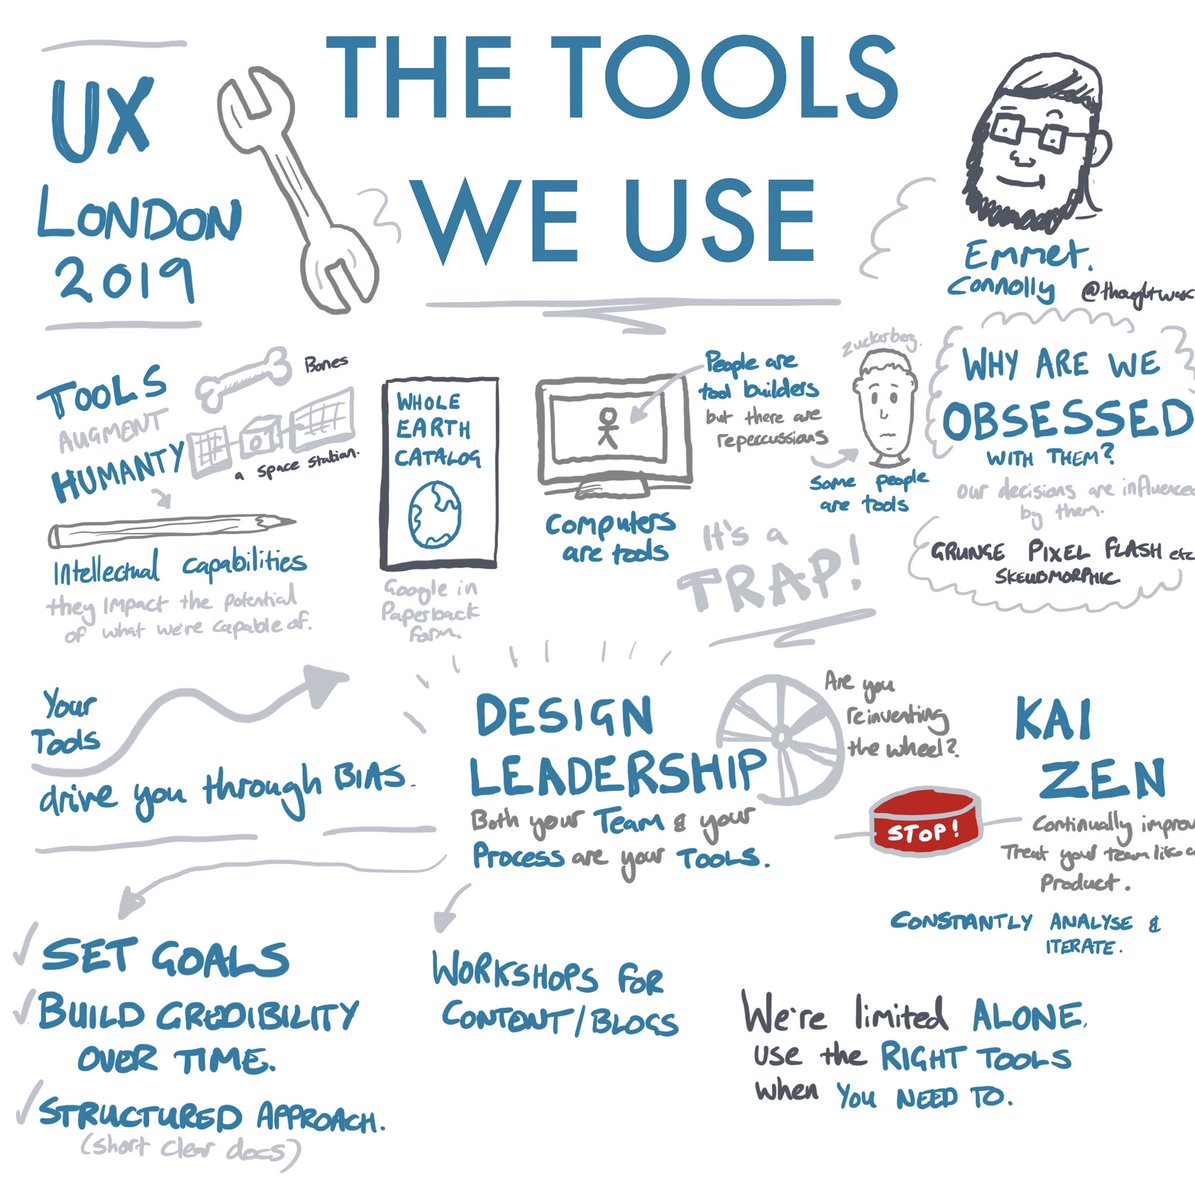 UX
LONDON
2019
THE TOOLS
WE USE
Emmet.
Connolly @thoughtwax
TOOLS
AUGMENT
HUMANTY
Bones
a space station.
Intellectual capabilities
they impact the potential
of what we're capable of.
WHOLE
EARTH
CATALOG
Google in
Paperback
form.
Computers
are tools
People are
tool builders
but there are
repercussions
Zuckerberg.
Some people
are tools
IT'S a
TRAP!
WHY ARE WE
OBSESSED
WITH THEM?
our decisions are influenced
by them.
GRUNGE PIXEL FLASH etc
SKEUDMORPHIC
Your
Tools
drive you through BIAS.
DESIGN
LEADERSHIP
Both your TEAM & your
PROCESS are your TOOLS.
Are you
reinventing
the wheel?
STOP!
KAI
ZEN
Continually improv
Treat your team like a
Product.
CONSTANTLY ANALYSE &
ITERATE.
SET GOALS
BUILD CREDIBILITY
OVER TIME.
STRUCTURED APPROACH.
(short clear docs)
WORKSHOPS FOR
CONTENT/BLOGS
We're limited ALONE.
use the RIGHT TOOLS
when YOU NEED TO.